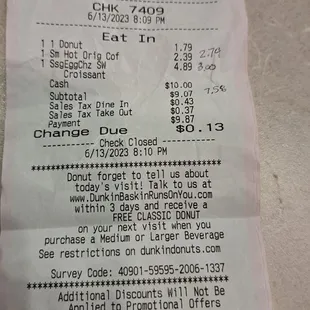 CHK 7409
6/13/2023 8:09 PM
Eat In
1 1 Donut 1.79
1 Sm Hot Orig Cof 2.39 2.79
1 SsgEggChz SW 4.89 3.00
Croissant
Cash $10.00
Subtotal $9.07 7.58
Sales Tax Dine In $0.43
Sales Tax Take Out $0.37
Payment $9.87
Change Due $0.13
Check Closed
6/13/2023 8:10 PM
Donut forget to tell us about
today's visit! Talk to us at
www.DunkinBaskinRunsOnYou.com
within 3 days and receive a
FREE CLASSIC DONUT
on your next visit when you
purchase a Medium or Larger Beverage
See restrictions on dunkindonuts.com
Survey Code: 40901-59595-2006-1337
Additional Discounts Will Not Be
Applied to Promotional Offers